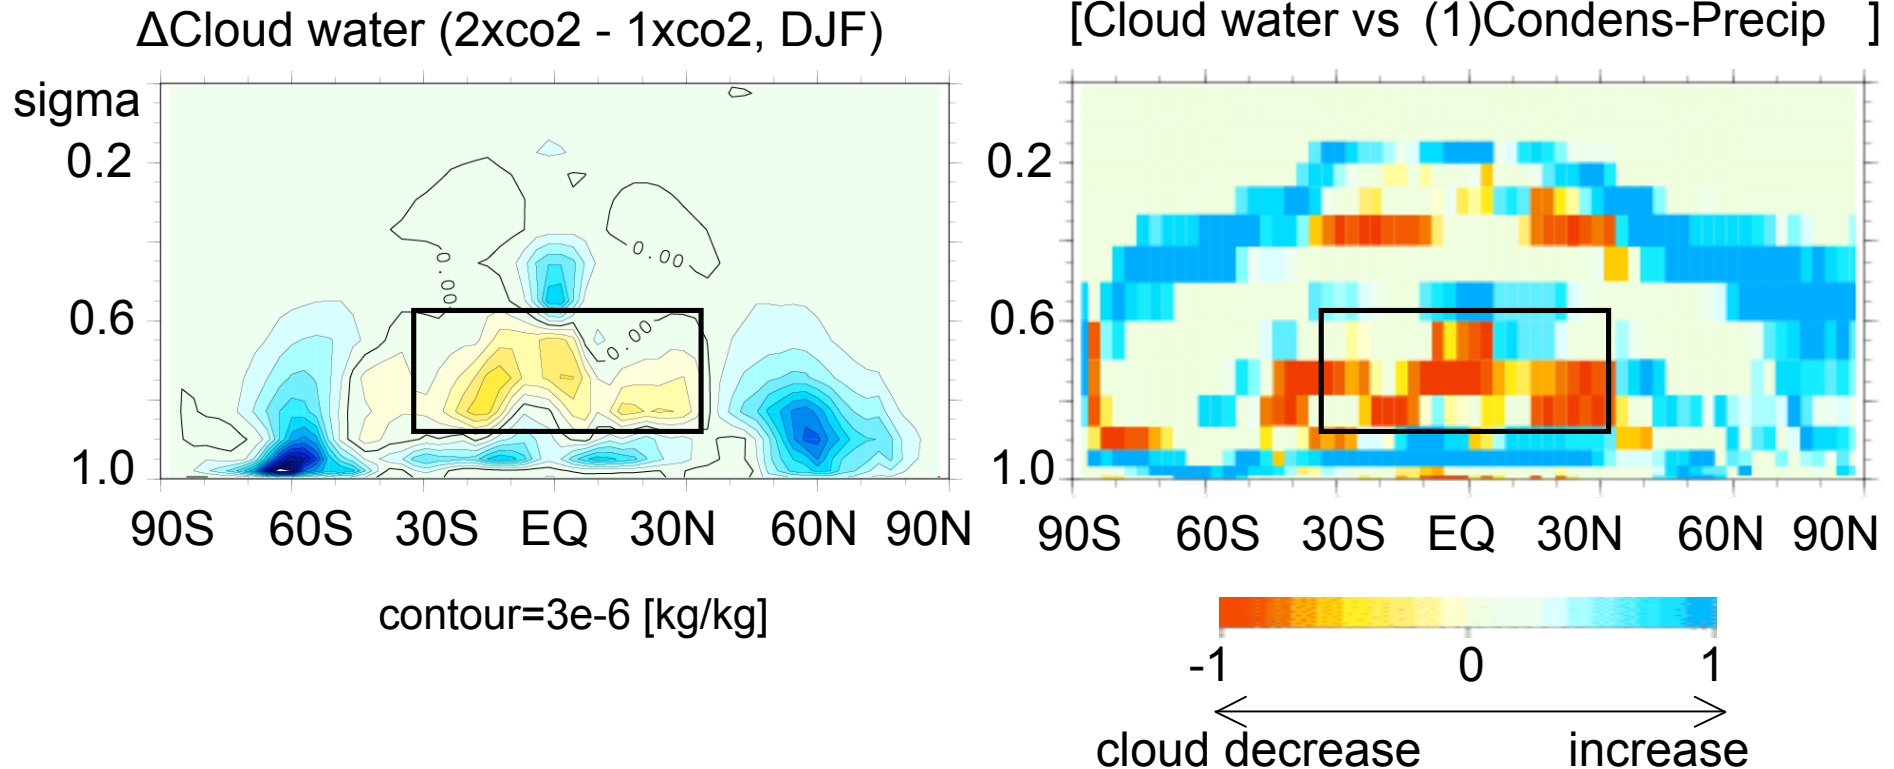 ΔCloud water (2xco2 - 1xco2, DJF)
[Cloud water vs (1)Condens-Precip ]
sigma
0.2
0.6
1.0
0.00
0.00
0.00
90S 60S 30S EQ 30N 60N 90N
contour=3e-6 [kg/kg]
0.2
0.6
1.0
90S 60S 30S EQ 30N 60N 90N
-1 0 1
cloud decrease increase